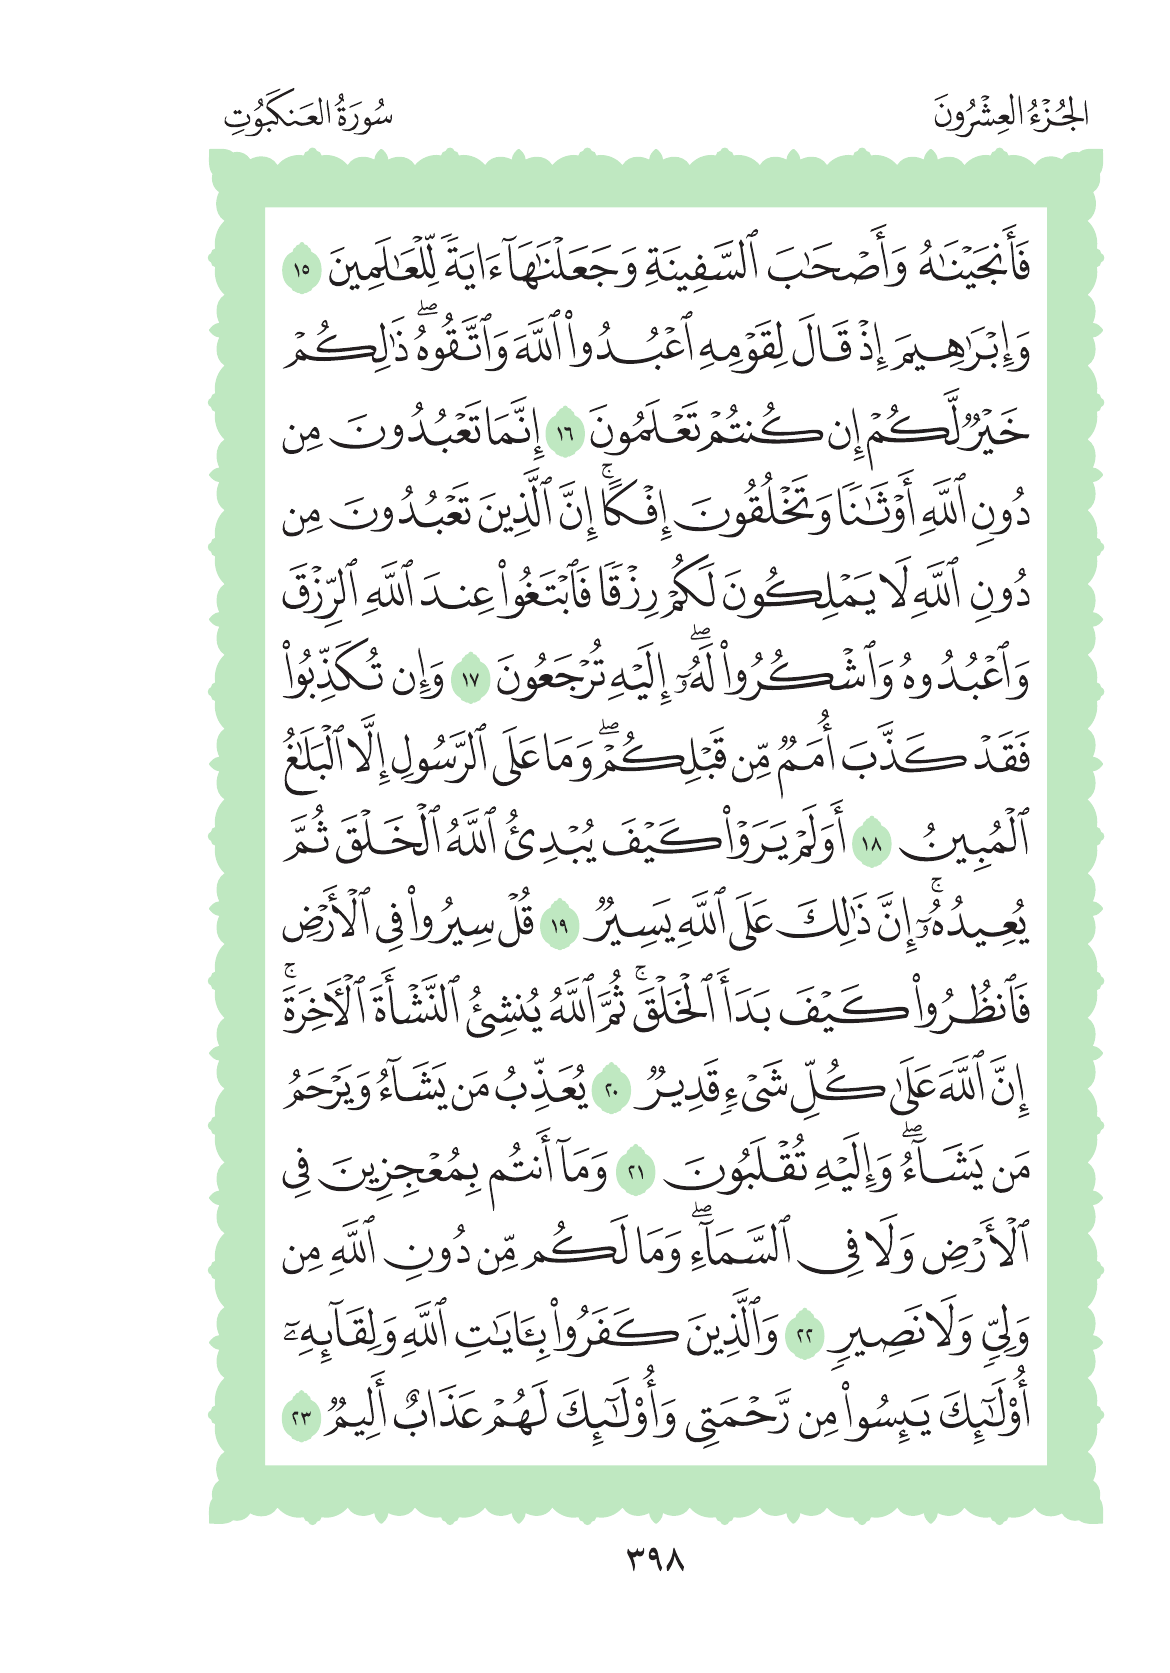 الجُزْءُ العِشْرُونَ
سُورَةُ العَنكَبُوتِ
فَأَنجَيْنَٰهُ وَأَصْحَٰبَ ٱلسَّفِينَةِ وَجَعَلْنَٰهَآ ءَايَةً لِّلْعَٰلَمِينَ ١٥
وَإِبْرَٰهِيمَ إِذْ قَالَ لِقَوْمِهِ ٱعْبُدُوا۟ ٱللَّهَ وَٱتَّقُوهُ ۖ ذَٰلِكُمْ
خَيْرٌ لَّكُمْ إِن كُنتُمْ تَعْلَمُونَ ١٦ إِنَّمَا تَعْبُدُونَ مِن
دُونِ ٱللَّهِ أَوْثَٰنًا وَتَخْلُقُونَ إِفْكًا ۚ إِنَّ ٱلَّذِينَ تَعْبُدُونَ مِن
دُونِ ٱللَّهِ لَا يَمْلِكُونَ لَكُمْ رِزْقًا فَٱبْتَغُوا۟ عِندَ ٱللَّهِ ٱلرِّزْقَ
وَٱعْبُدُوهُ وَٱشْكُرُوا۟ لَهُۥٓ ۖ إِلَيْهِ تُرْجَعُونَ ١٧ وَإِن تُكَذِّبُوا۟
فَقَدْ كَذَّبَ أُمَمٌ مِّن قَبْلِكُمْ ۖ وَمَا عَلَى ٱلرَّسُولِ إِلَّا ٱلْبَلَٰغُ
ٱلْمُبِينُ ١٨ أَوَلَمْ يَرَوْا۟ كَيْفَ يُبْدِئُ ٱللَّهُ ٱلْخَلْقَ ثُمَّ
يُعِيدُهُۥٓ ۚ إِنَّ ذَٰلِكَ عَلَى ٱللَّهِ يَسِيرٌ ١٩ قُلْ سِيرُوا۟ فِى ٱلْأَرْضِ
فَٱنظُرُوا۟ كَيْفَ بَدَأَ ٱلْخَلْقَ ۚ ثُمَّ ٱللَّهُ يُنشِئُ ٱلنَّشْأَةَ ٱلْـَٔاخِرَةَ ۚ
إِنَّ ٱللَّهَ عَلَىٰ كُلِّ شَىْءٍ قَدِيرٌ ٢٠ يُعَذِّبُ مَن يَشَآءُ وَيَرْحَمُ
مَن يَشَآءُ ۖ وَإِلَيْهِ تُقْلَبُونَ ٢١ وَمَآ أَنتُم بِمُعْجِزِينَ فِى
ٱلْأَرْضِ وَلَا فِى ٱلسَّمَآءِ ۖ وَمَا لَكُم مِّن دُونِ ٱللَّهِ مِن
وَلِىٍّ وَلَا نَصِيرٍ ٢٢ وَٱلَّذِينَ كَفَرُوا۟ بِـَٔايَٰتِ ٱللَّهِ وَلِقَآئِهِۦٓ
أُو۟لَٰٓئِكَ يَئِسُوا۟ مِن رَّحْمَتِى وَأُو۟لَٰٓئِكَ لَهُمْ عَذَابٌ أَلِيمٌ ٢٣
٣٩٨